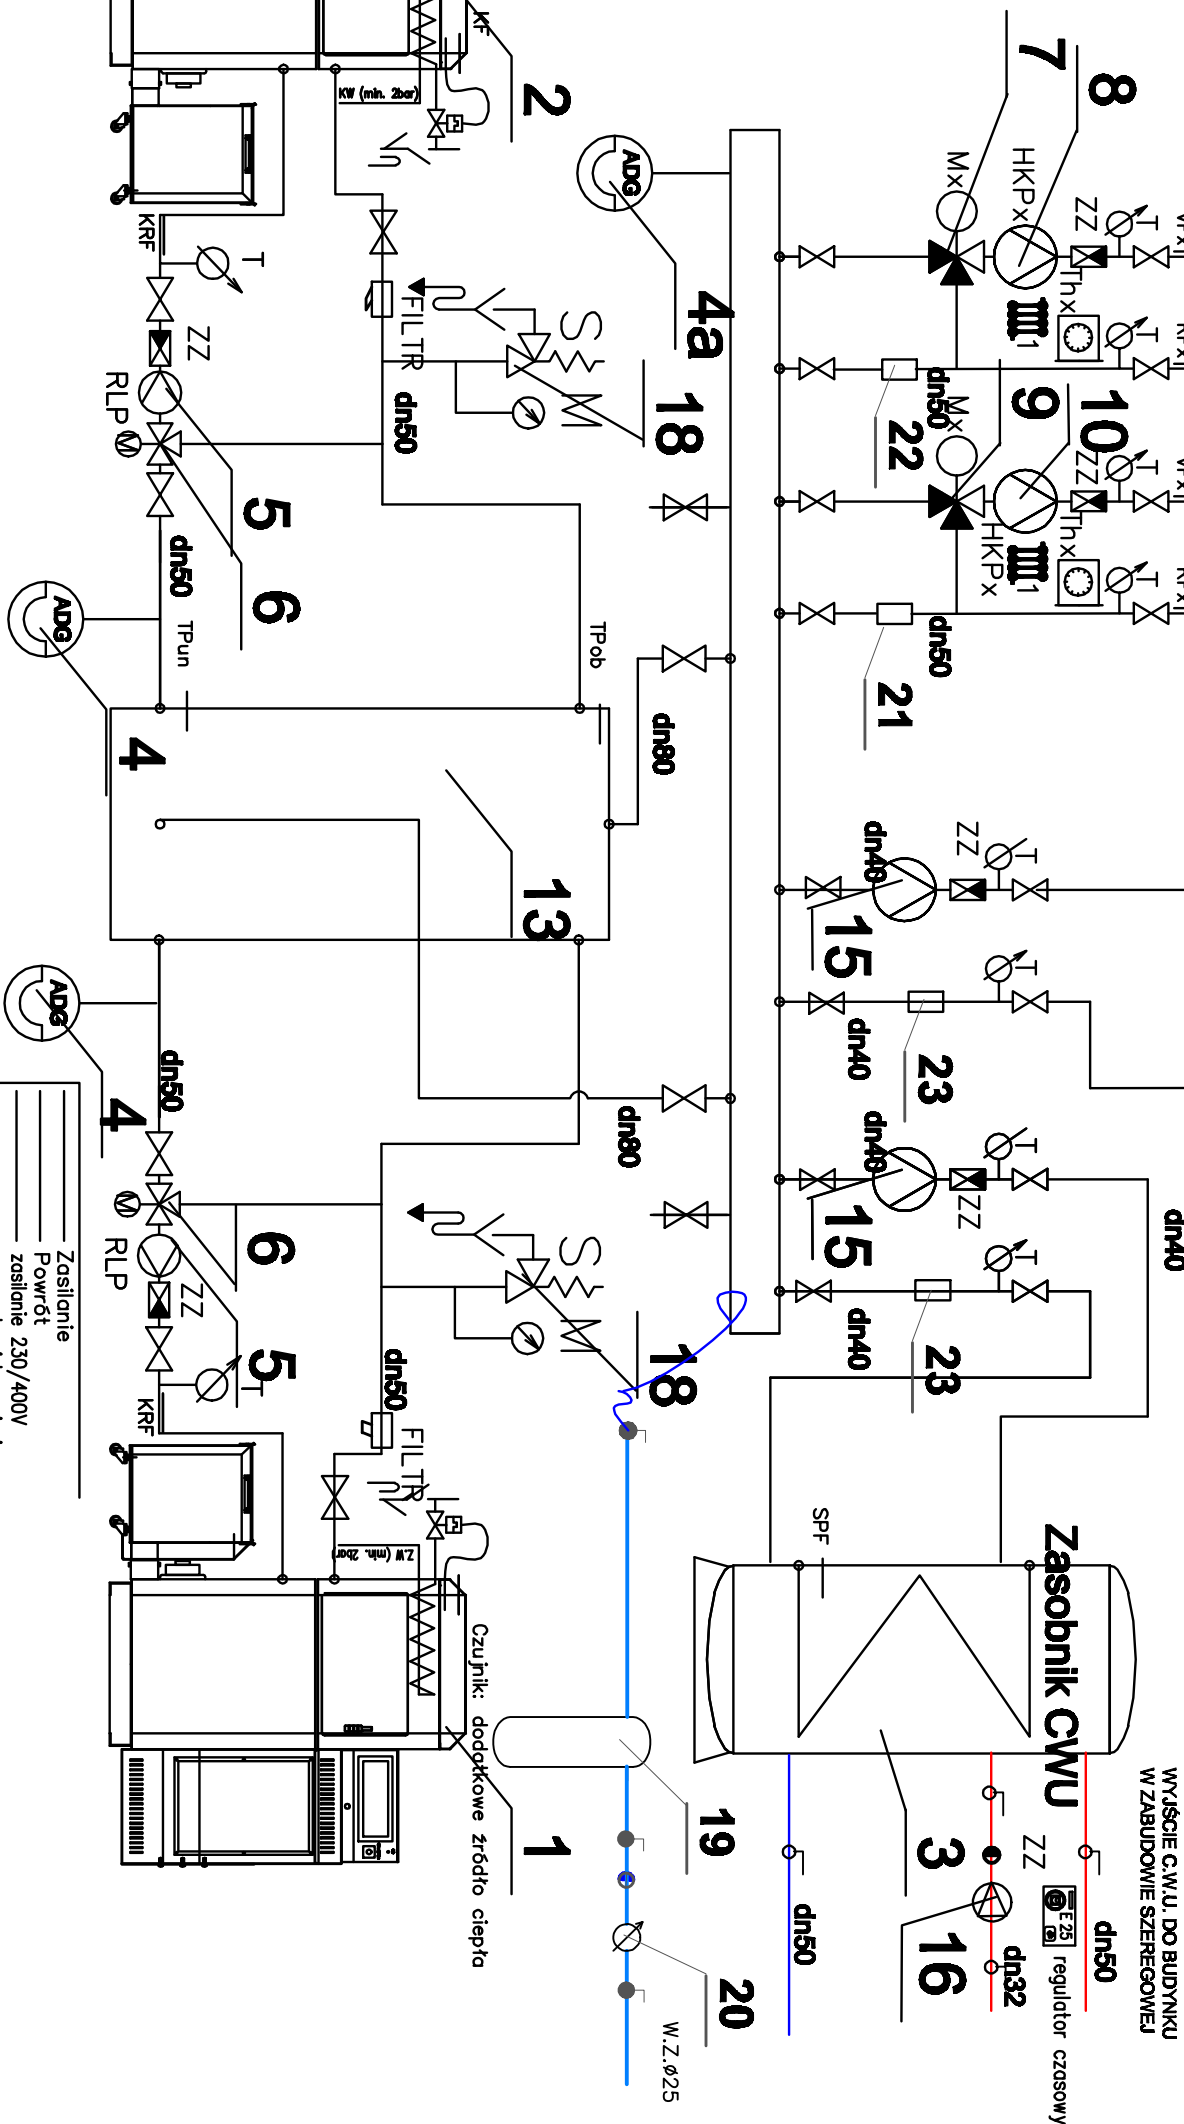 KF
2
KW (min. 2bar)
7
8
Mx
HKPx
ZZ
T
ADG
4a
KRF
T
ZZ
RLP
M
FILTR
S
18
dn50
Thx
1
dn50
22
Mx
9
10
ZZ
T
T
5
6
dn50
ADG
TPun
TPob
HKPx
Thx
1
T
dn50
21
4
dn80
13
dn40
ZZ
T
15
T
ADG
dn50
4
dn40
23
dn80
dn40
T
ZZ
15
dn40
M
RLP
6
ZZ
5
T
KRF
S
18
dn50
FILTR
T
dn40
23
Zasilanie
Powrót
zasilanie 230/400V
Z.W (min. 2bar)
SPF
Zasobnik CWU
Czujnik: dodatkowe źródło ciepła
1
19
3
ZZ
E 25
regulator czasowy
16
dn50
dn32
dn50
20
W.Z.ø25
WYJŚCIE C.W.U. DO BUDYNKU
W ZABUDOWIE SZEREGOWEJ